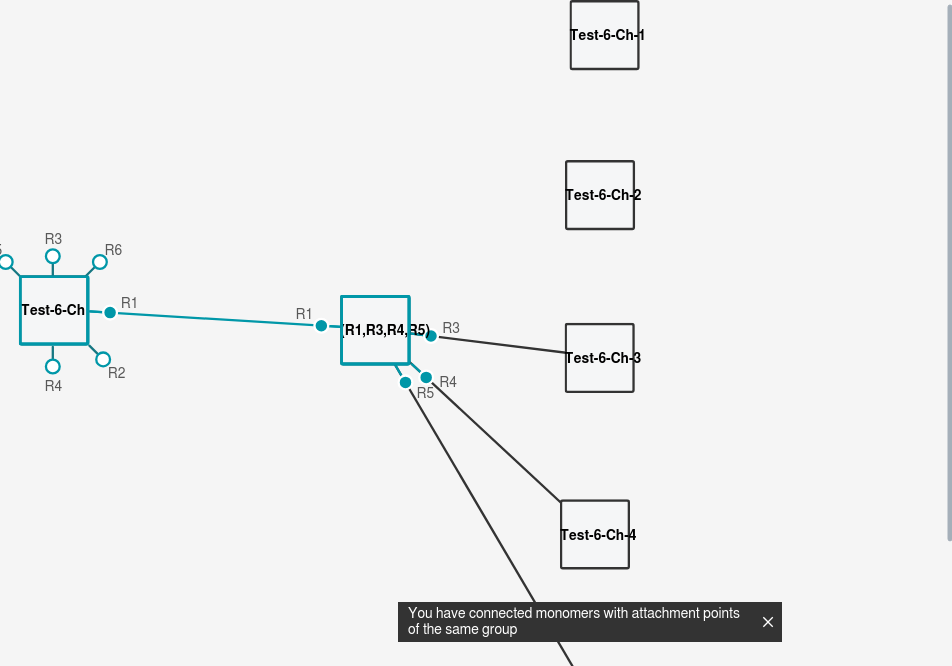 Test-6-Ch-1
Test-6-Ch-2
R3
R6
Test-6-Ch
R1
R1
(R1,R3,R4,R5)
R3
R4
R2
R4
R5
Test-6-Ch-3
Test-6-Ch-4
You have connected monomers with attachment points
of the same group